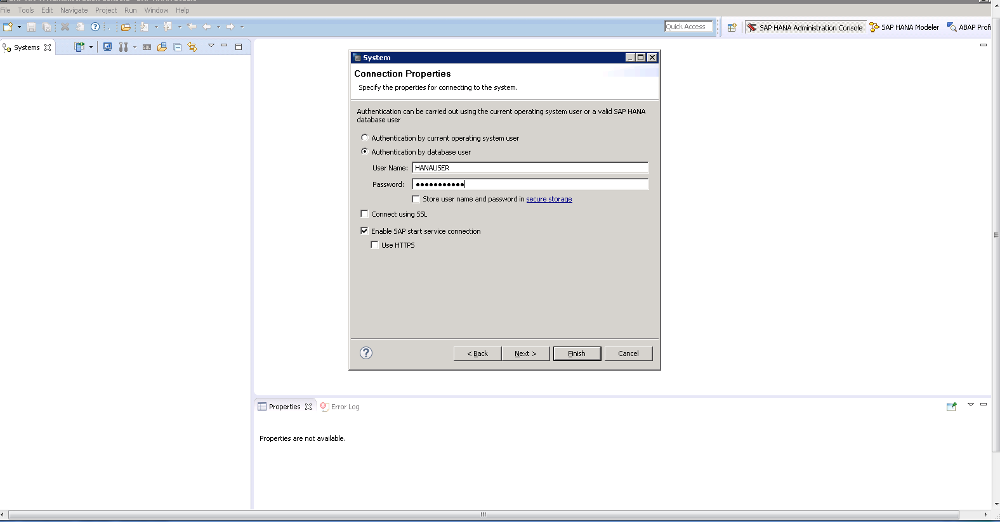 File Tools Edit Navigate Project Run Window Help
Quick Access
SAP HANA Administration Console
SAP HANA Modeler
ABAP Profi
Systems
SQL
System
Connection Properties
Specify the properties for connecting to the system.
Authentication can be carried out using the current operating system user or a valid SAP HANA
database user
Authentication by current operating system user
Authentication by database user
User Name: HANAUSER
Password: ●●●●●●●●●●●
Store user name and password in secure storage
Connect using SSL
Enable SAP start service connection
Use HTTPS
< Back Next > Finish Cancel
Properties
Error Log
Properties are not available.